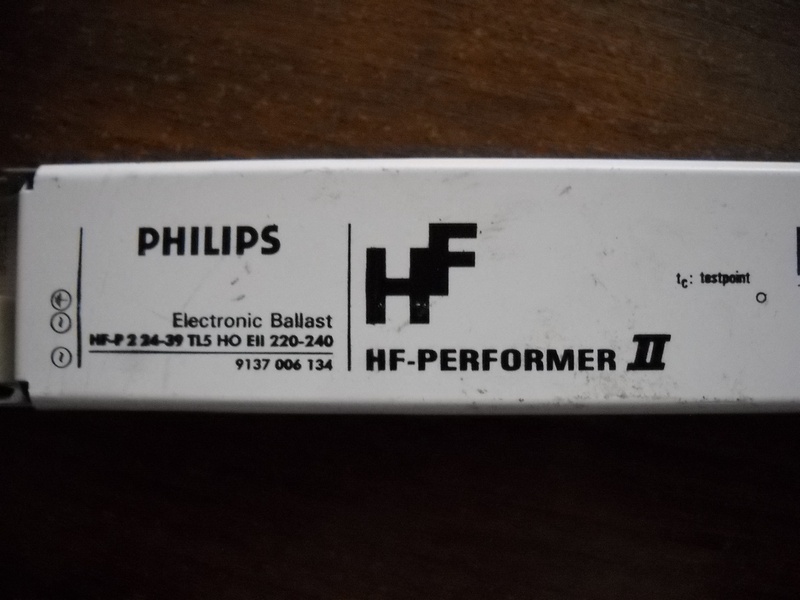 PHILIPS
Electronic Ballast
HF-P 2 24-39 TL5 HO EII 220-240
9137 006 134
HF
HF-PERFORMER II
tc: testpoint